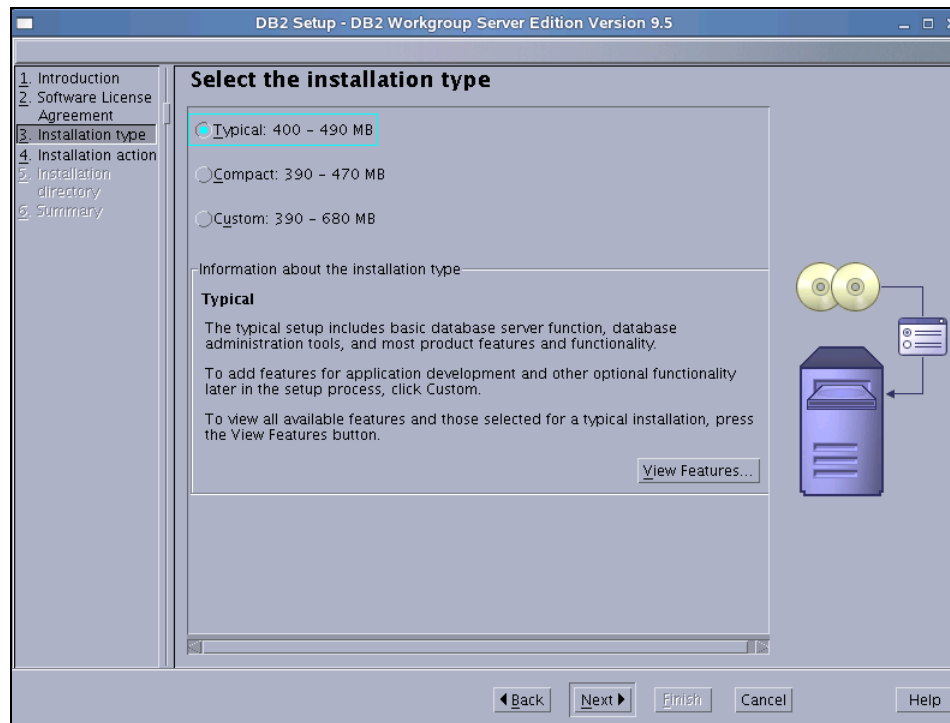 DB2 Setup - DB2 Workgroup Server Edition Version 9.5
1. Introduction
2. Software License
Agreement
3. Installation type
4. Installation action
5. Installation
directory
6. Summary
Select the installation type
Typical: 400 - 490 MB
Compact: 390 - 470 MB
Custom: 390 - 680 MB
Information about the installation type
Typical
The typical setup includes basic database server function, database
administration tools, and most product features and functionality.
To add features for application development and other optional functionality
later in the setup process, click Custom.
To view all available features and those selected for a typical installation, press
the View Features button.
View Features...
Back
Next
Finish
Cancel
Help